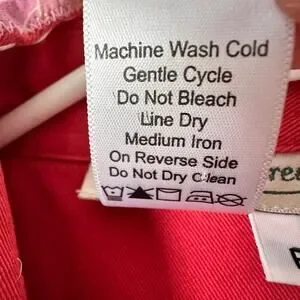 Machine Wash Cold
Gentle Cycle
Do Not Bleach
Line Dry
Medium Iron
On Reverse Side
Do Not Dry Clean